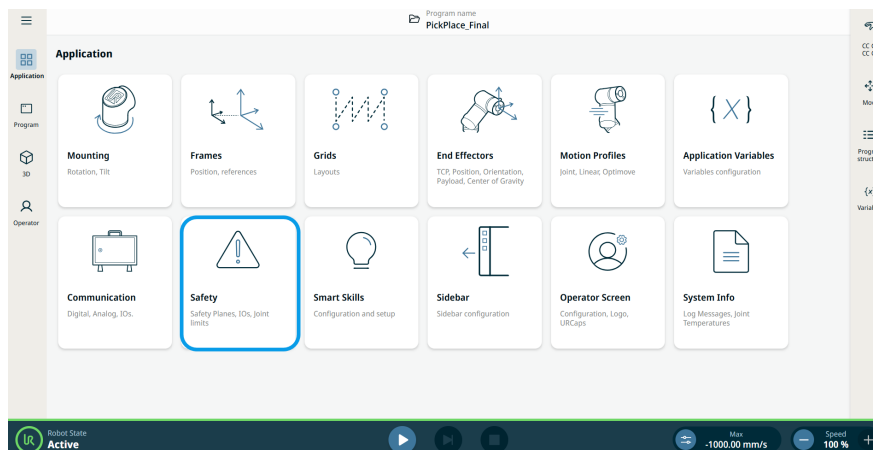 Program name
PickPlace_Final
Application
Application
Program
3D
Operator
Mounting
Rotation, Tilt
Frames
Position, references
Grids
Layouts
End Effectors
TCP, Position, Orientation,
Payload, Center of Gravity
Motion Profiles
Joint, Linear, Optimove
Application Variables
Variables configuration
Communication
Digital, Analog, IOs.
Safety
Safety Planes, IOs, Joint
limits
Smart Skills
Configuration and setup
Sidebar
Sidebar configuration
Operator Screen
Configuration, Logo,
URCaps
System Info
Log Messages, Joint
Temperatures
UR
Robot State
Active
Max
-1000.00 mm/s
Speed
100 %